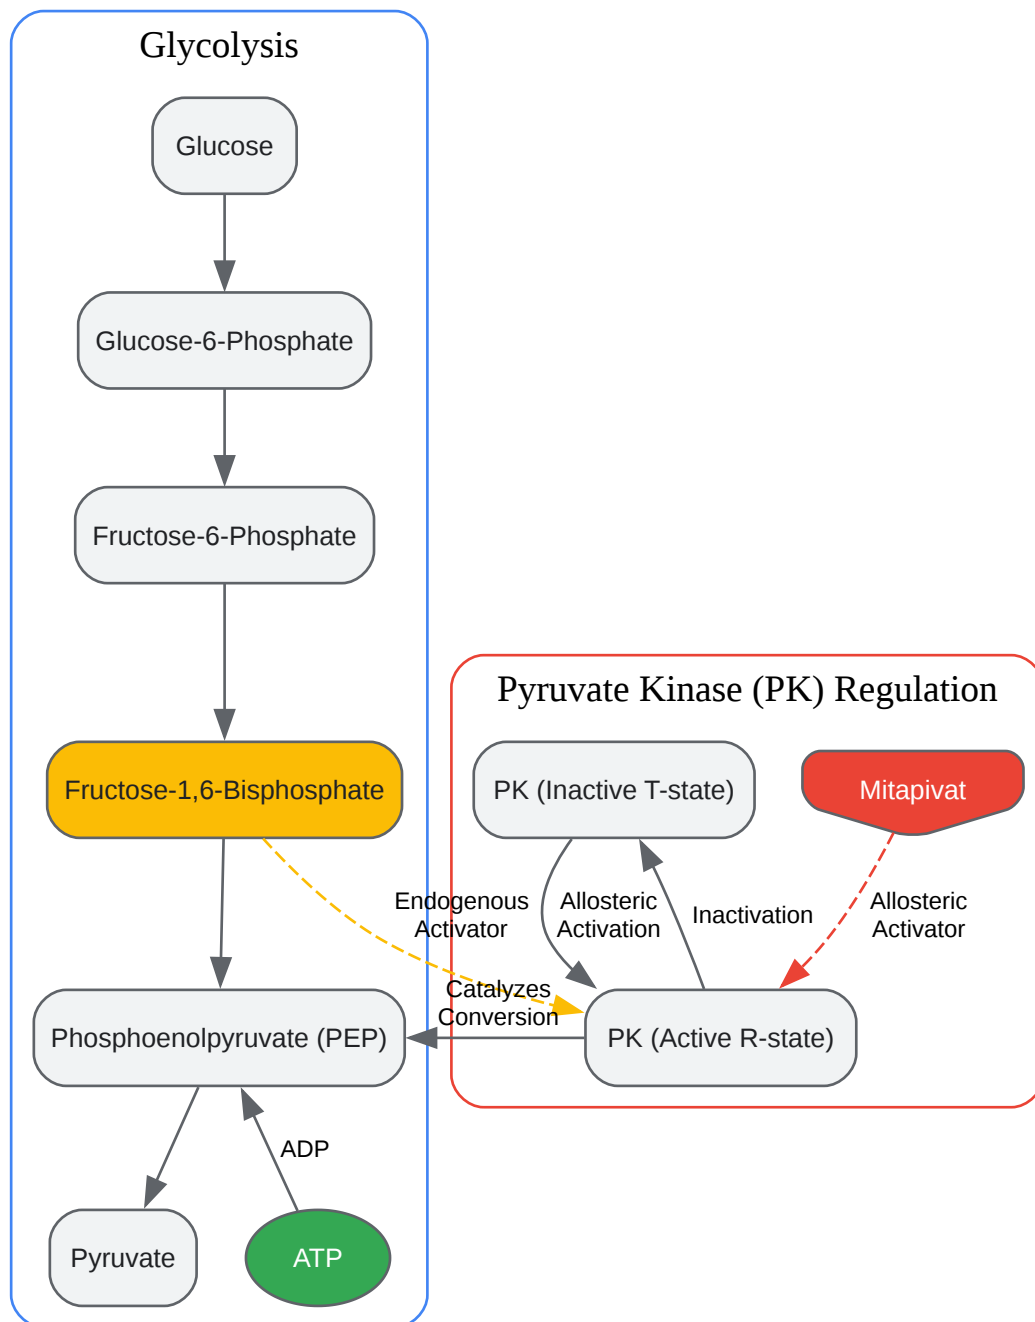 Glycolysis
Glucose
Glucose-6-Phosphate
Fructose-6-Phosphate
Pyruvate Kinase (PK) Regulation
Fructose-1,6-Bisphosphate
PK (Inactive T-state)
Mitapivat
Endogenous
Activator
Allosteric
Activation
Inactivation
Allosteric
Activator
Catalyzes
Conversion
Phosphoenolpyruvate (PEP)
PK (Active R-state)
ADP
Pyruvate
ATP